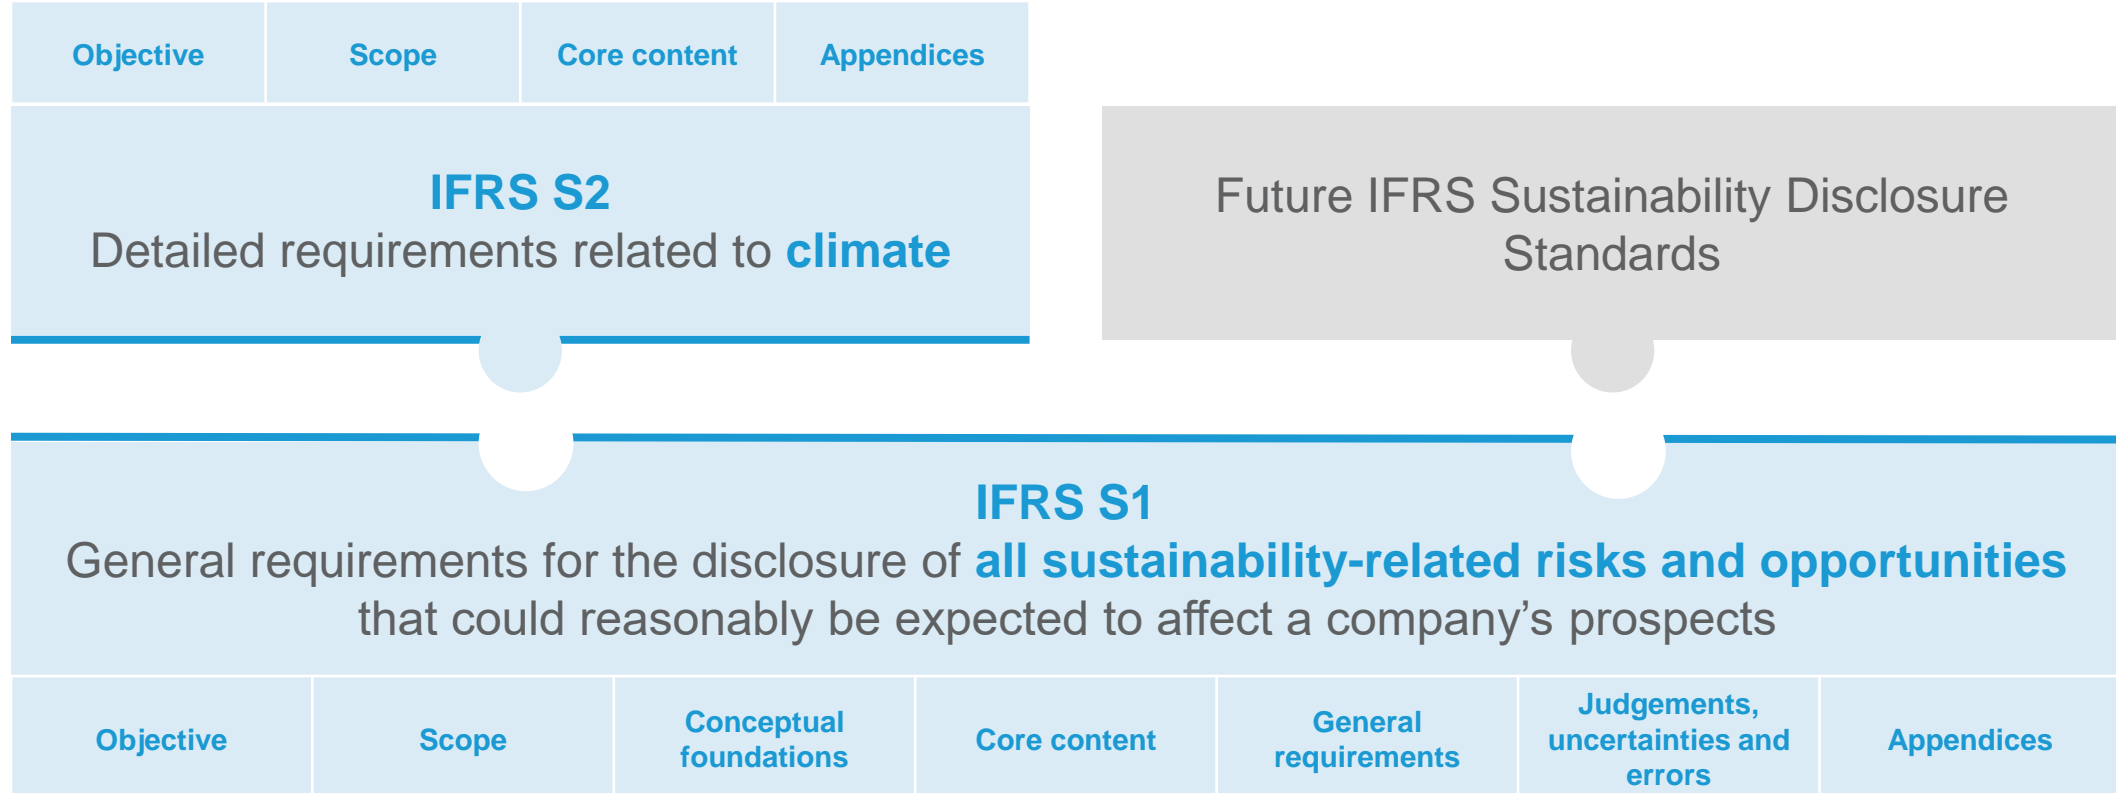 Objective
Scope
Core content
Appendices
IFRS S2
Detailed requirements related to climate
Future IFRS Sustainability Disclosure
Standards
IFRS S1
General requirements for the disclosure of all sustainability-related risks and opportunities
that could reasonably be expected to affect a company’s prospects
Objective
Scope
Conceptual
foundations
Core content
General
requirements
Judgements,
uncertainties and
errors
Appendices